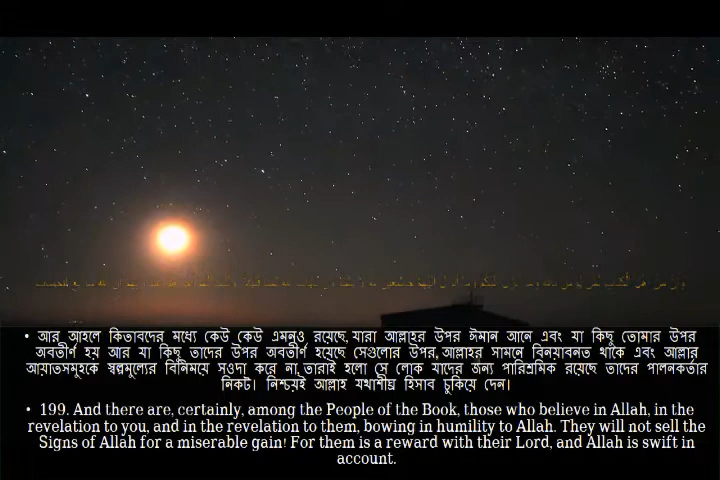 • আর আহলে কিতাবদের মধ্যে কেউ কেউ এমনও রয়েছে, যারা আল্লাহর উপর ঈমান আনে এবং যা কিছু তোমার উপর
অবতীর্ণ হয় আর যা কিছু তাদের উপর অবতীর্ণ হয়েছে সেগুলোর উপর, আল্লাহর সামনে বিনয়াবনত থাকে এবং আল্লার
আয়াতসমুহকে স্বল্পমুল্যের বিনিময়ে সওদা করে না, তারাই হলো সে লোক যাদের জন্য পারিশ্রমিক রয়েছে তাদের পালনকর্তার
নিকট। নিশ্চয়ই আল্লাহ যথাশীঘ্র হিসাব চুকিয়ে দেন।
• 199. And there are, certainly, among the People of the Book, those who believe in Allah, in the
revelation to you, and in the revelation to them, bowing in humility to Allah. They will not sell the
Signs of Allah for a miserable gain! For them is a reward with their Lord, and Allah is swift in
account.